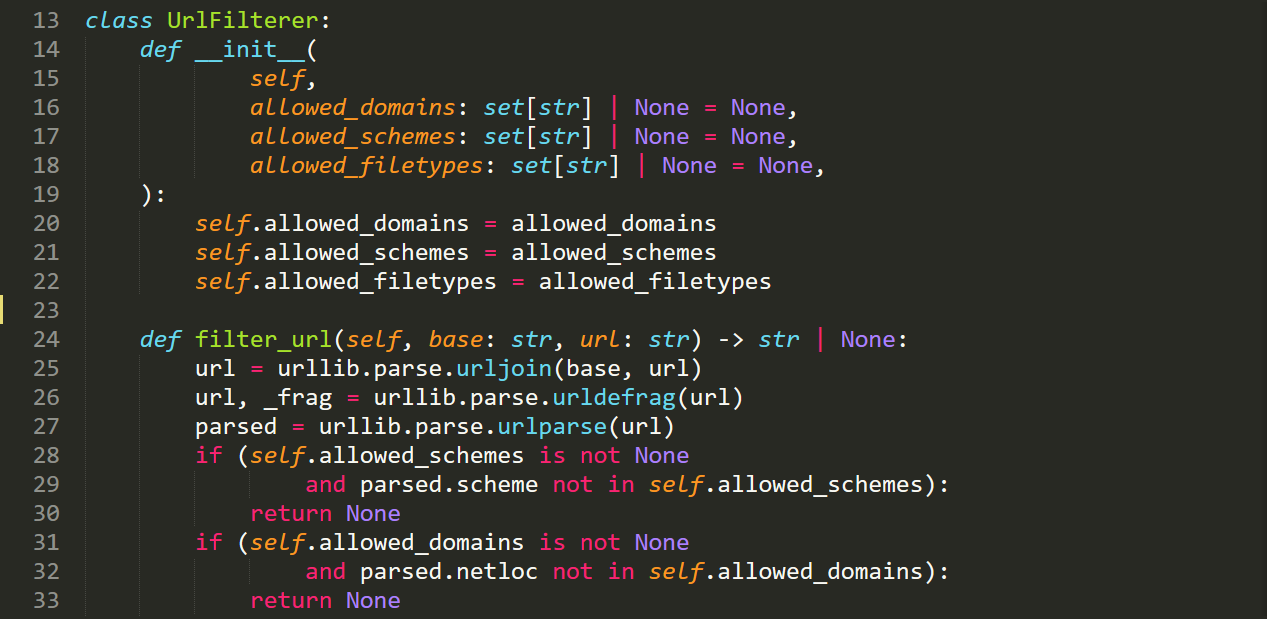 13 class UrlFilterer:
14     def __init__(
15             self,
16             allowed_domains: set[str] | None = None,
17             allowed_schemes: set[str] | None = None,
18             allowed_filetypes: set[str] | None = None,
19     ):
20         self.allowed_domains = allowed_domains
21         self.allowed_schemes = allowed_schemes
22         self.allowed_filetypes = allowed_filetypes
23
24     def filter_url(self, base: str, url: str) -> str | None:
25         url = urllib.parse.urljoin(base, url)
26         url, _frag = urllib.parse.urldefrag(url)
27         parsed = urllib.parse.urlparse(url)
28         if (self.allowed_schemes is not None
29                 and parsed.scheme not in self.allowed_schemes):
30             return None
31         if (self.allowed_domains is not None
32                 and parsed.netloc not in self.allowed_domains):
33             return None